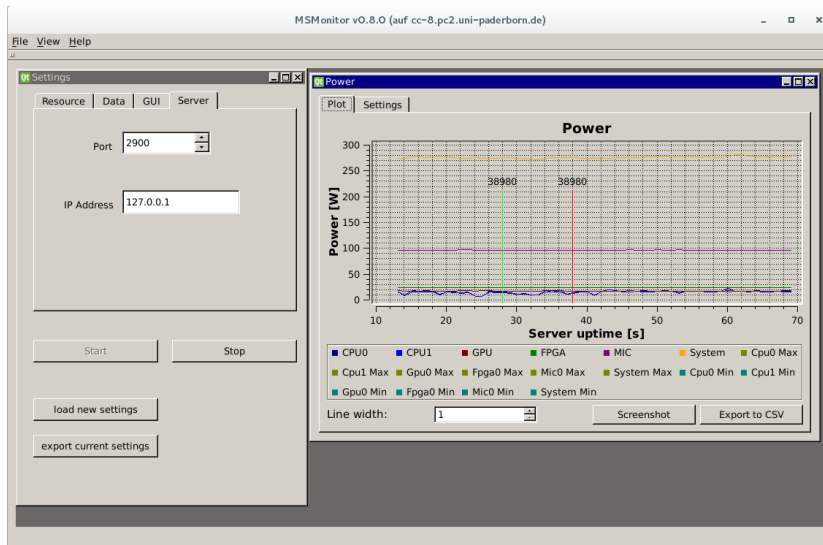 MSMonitor v0.8.0 (auf cc-8.pc2.uni-paderborn.de)
File View Help
Settings
Resource Data GUI Server
Port 2900
IP Address 127.0.0.1
Start Stop
load new settings
export current settings
Power
Plot Settings
Power
Power [W]
300
250
200
150
100
50
0
38980 38980
10 20 30 40 50 60 70
Server uptime [s]
CPU0 CPU1 GPU FPGA MIC System Cpu0 Max
Cpu1 Max Gpu0 Max Fpga0 Max Mic0 Max System Max Cpu0 Min Cpu1 Min
Gpu0 Min Fpga0 Min Mic0 Min System Min
Line width: 1 Screenshot Export to CSV